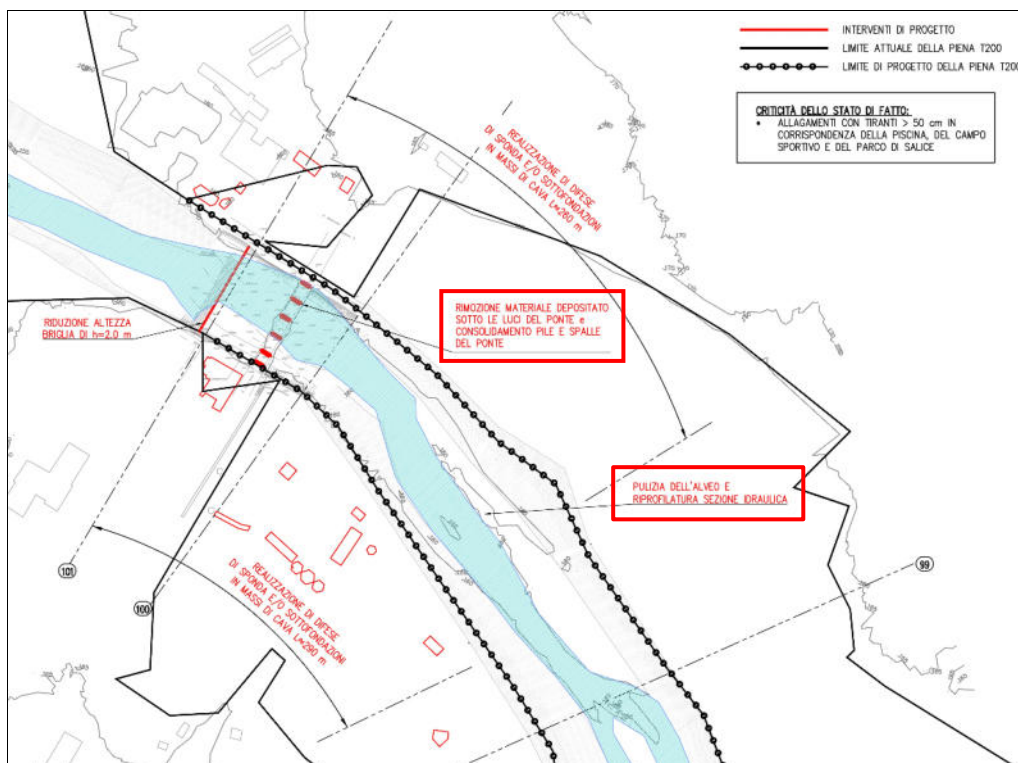 INTERVENTI DI PROGETTO
LIMITE ATTUALE DELLA PIENA T200
LIMITE DI PROGETTO DELLA PIENA T200
CRITICITÀ DELLO STATO DI FATTO:
• ALLAGAMENTI CON TIRANTI > 50 cm IN
CORRISPONDENZA DELLA PISCINA, DEL CAMPO
SPORTIVO E DEL PARCO DI SALICE
REALIZZAZIONE DI DIFESE
DI SPONDA E/O SOTTOFONDAZIONI
IN MASSI DI CAVA L=260 m
RIMOZIONE MATERIALE DEPOSITATO
SOTTO LE LUCI DEL PONTE e
CONSOLIDAMENTO PILE E SPALLE
DEL PONTE
RIDUZIONE ALTEZZA
BRIGLIA DI h=2.0 m
PULIZIA DELL'ALVEO E
RIPROFILATURA SEZIONE IDRAULICA
REALIZZAZIONE DI DIFESE
DI SPONDA E/O SOTTOFONDAZIONI
IN MASSI DI CAVA L=290 m
101
100
99